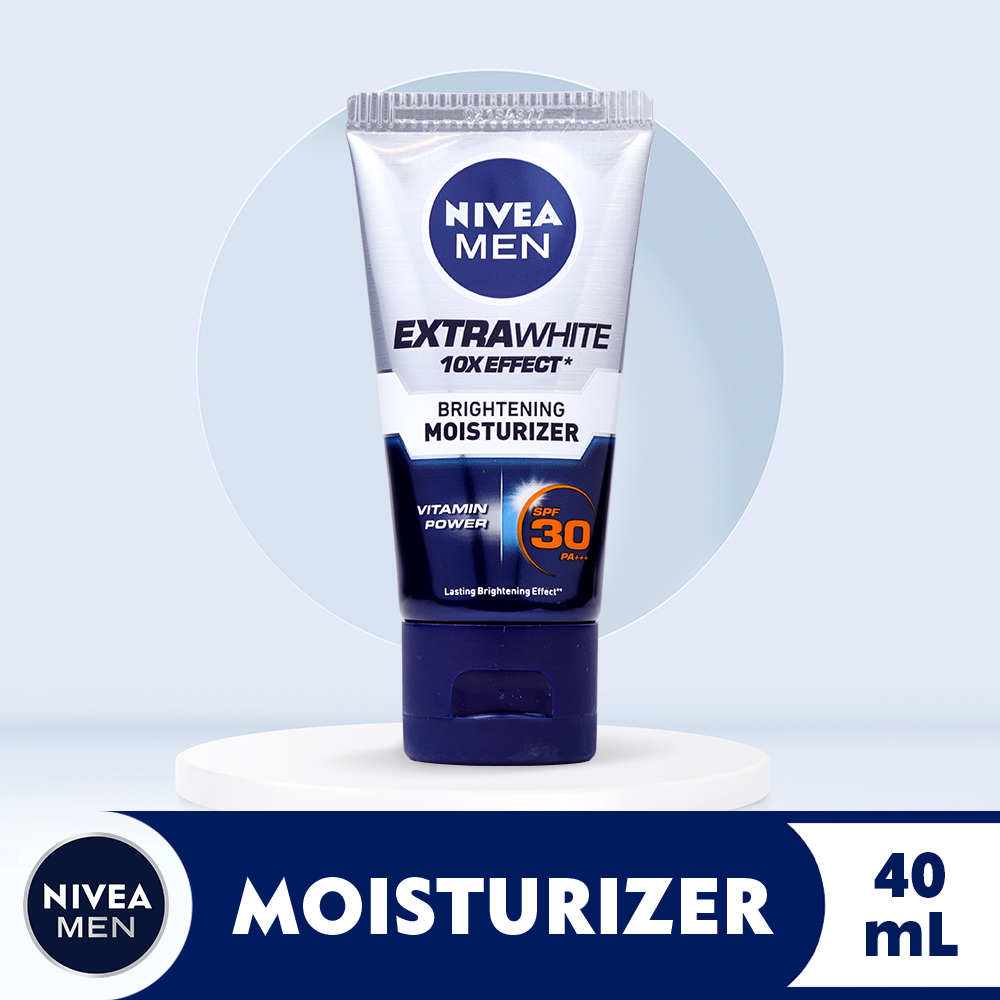 02134377
NIVEA
MEN
EXTRAWHITE
10X EFFECT*
BRIGHTENING
MOISTURIZER
VITAMIN
POWER
SPF
30
PA+++
Lasting Brightening Effect**
NIVEA
MEN
MOISTURIZER
40
mL